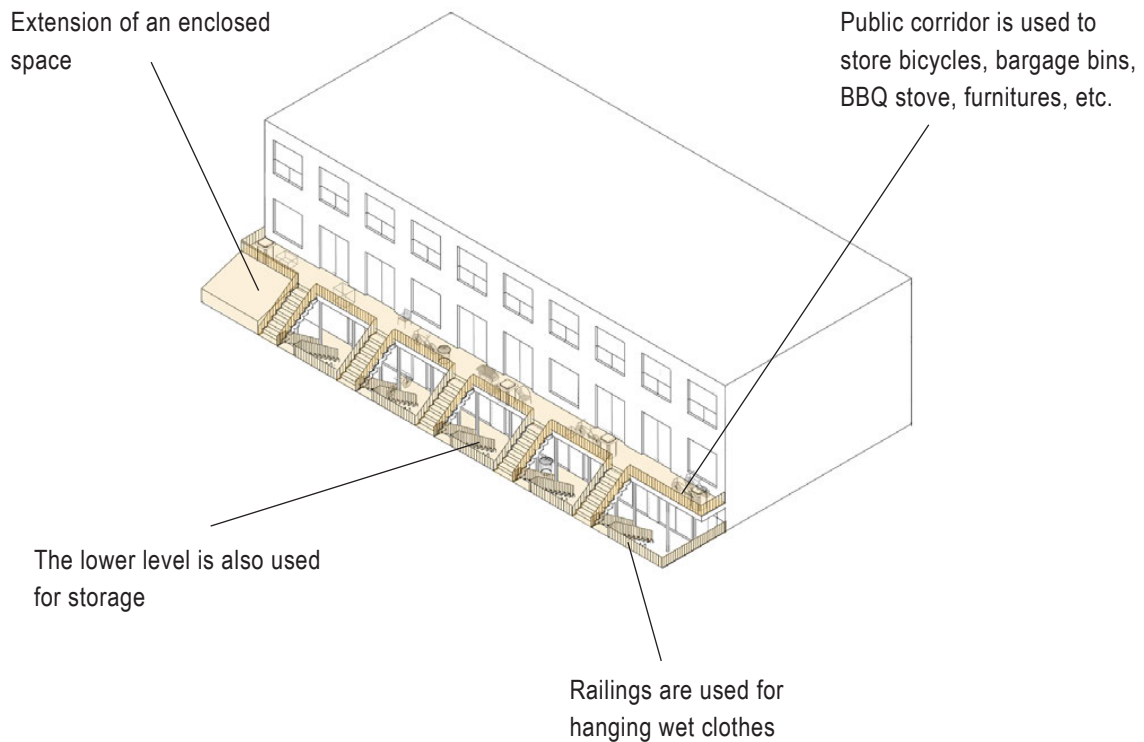 Extension of an enclosed
space
Public corridor is used to
store bicycles, bargage bins,
BBQ stove, furnitures, etc.
The lower level is also used
for storage
Railings are used for
hanging wet clothes